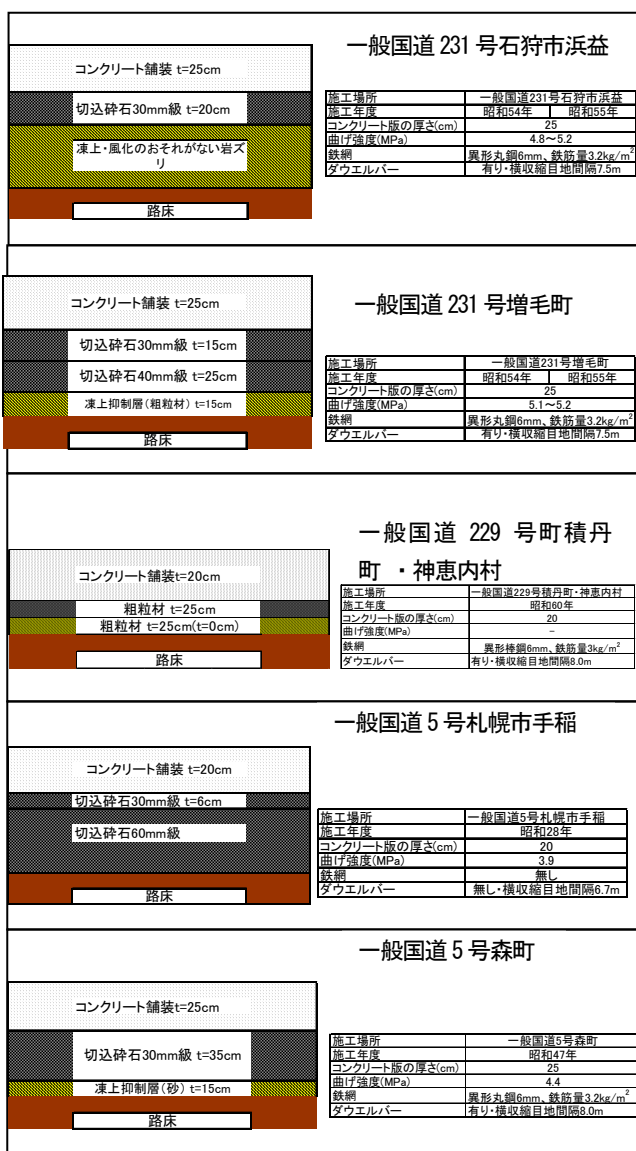 一般国道 231 号石狩市浜益
コンクリート舗装 t=25cm
切込砕石30mm級 t=20cm
凍上・風化のおそれがない岩ズ
リ
路床
施工場所 一般国道231号石狩市浜益
施工年度 昭和54年 昭和55年
コンクリート版の厚さ(cm) 25
曲げ強度(MPa) 4.8～5.2
鉄網 異形丸鋼6mm、鉄筋量3.2kg/m²
ダウエルバー 有り・横収縮目地間隔7.5m
一般国道 231 号増毛町
コンクリート舗装 t=25cm
切込砕石30mm級 t=15cm
切込砕石40mm級 t=25cm
凍上抑制層(粗粒材) t=15cm
路床
施工場所 一般国道231号増毛町
施工年度 昭和54年 昭和55年
コンクリート版の厚さ(cm) 25
曲げ強度(MPa) 5.1～5.2
鉄網 異形丸鋼6mm、鉄筋量3.2kg/m²
ダウエルバー 有り・横収縮目地間隔7.5m
一般国道 229 号町積丹
町 ・神恵内村
コンクリート舗装t=20cm
粗粒材 t=25cm
粗粒材 t=25cm(t=0cm)
路床
施工場所 一般国道229号積丹町・神恵内村
施工年度 昭和60年
コンクリート版の厚さ(cm) 20
曲げ強度(MPa) －
鉄網 異形棒鋼6mm、鉄筋量3kg/m²
ダウエルバー 有り・横収縮目地間隔8.0m
一般国道 5 号札幌市手稲
コンクリート舗装 t=20cm
切込砕石30mm級 t=6cm
切込砕石60mm級
路床
施工場所 一般国道5号札幌市手稲
施工年度 昭和28年
コンクリート版の厚さ(cm) 20
曲げ強度(MPa) 3.9
鉄網 無し
ダウエルバー 無し・横収縮目地間隔6.7m
一般国道 5 号森町
コンクリート舗装t=25cm
切込砕石30mm級 t=35cm
凍上抑制層(砂) t=15cm
路床
施工場所 一般国道5号森町
施工年度 昭和47年
コンクリート版の厚さ(cm) 25
曲げ強度(MPa) 4.4
鉄網 異形丸鋼6mm、鉄筋量3.2kg/m²
ダウエルバー 有り・横収縮目地間隔8.0m